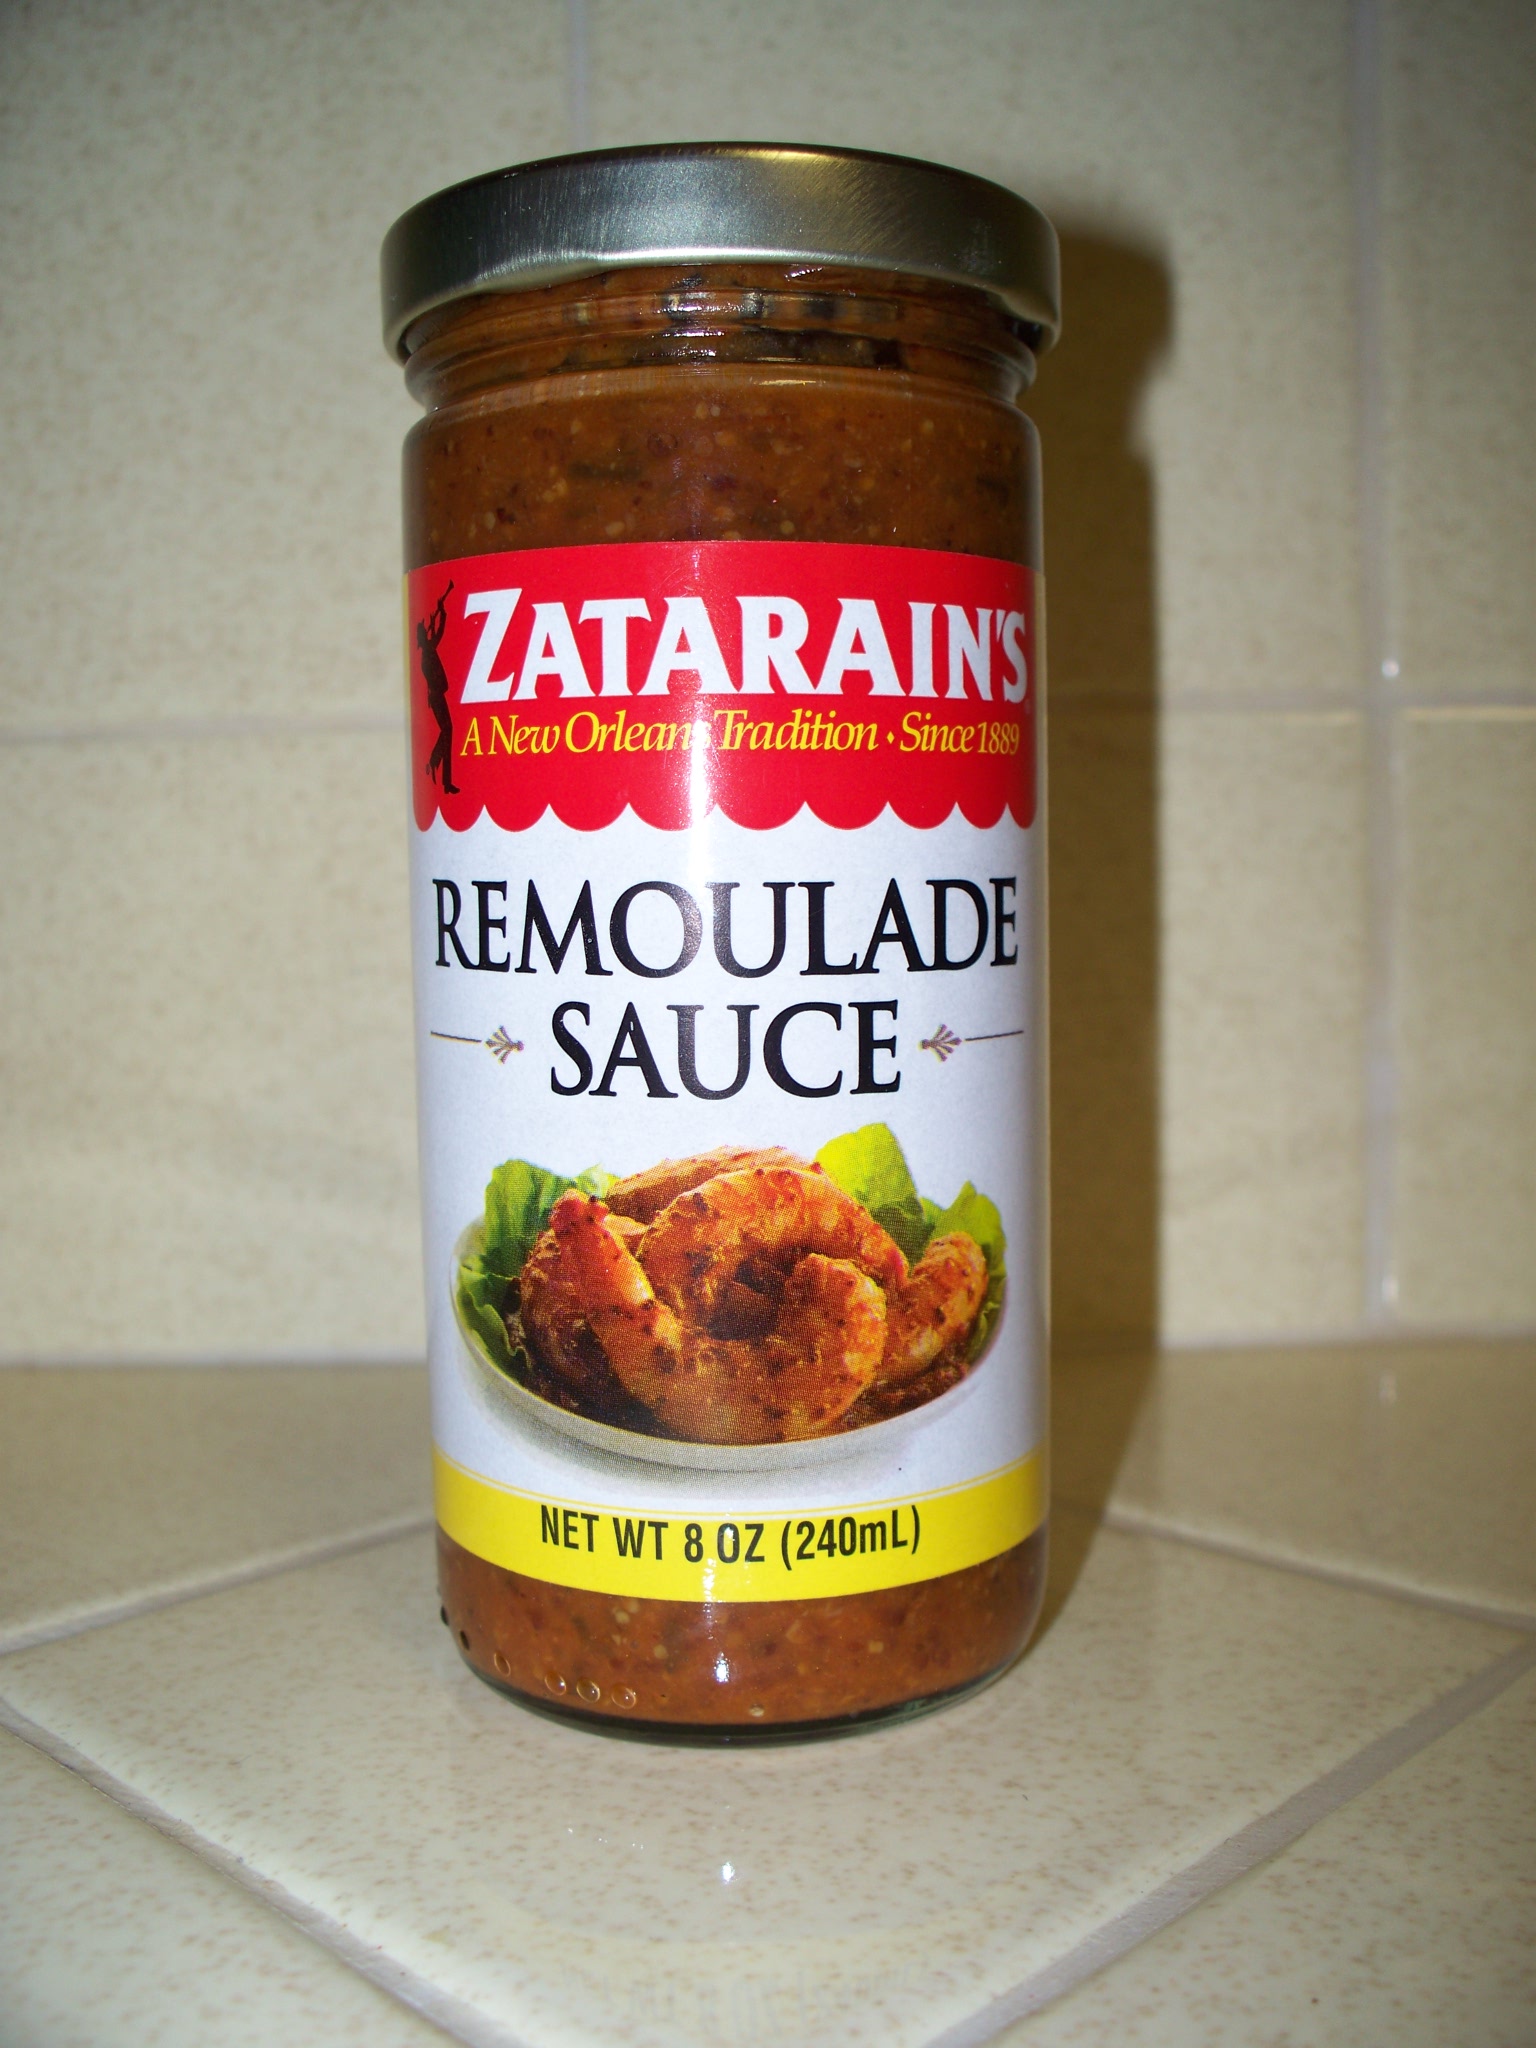 ZATARAIN'S
A New Orleans Tradition • Since 1889
REMOULADE
SAUCE
NET WT 8 OZ (240mL)